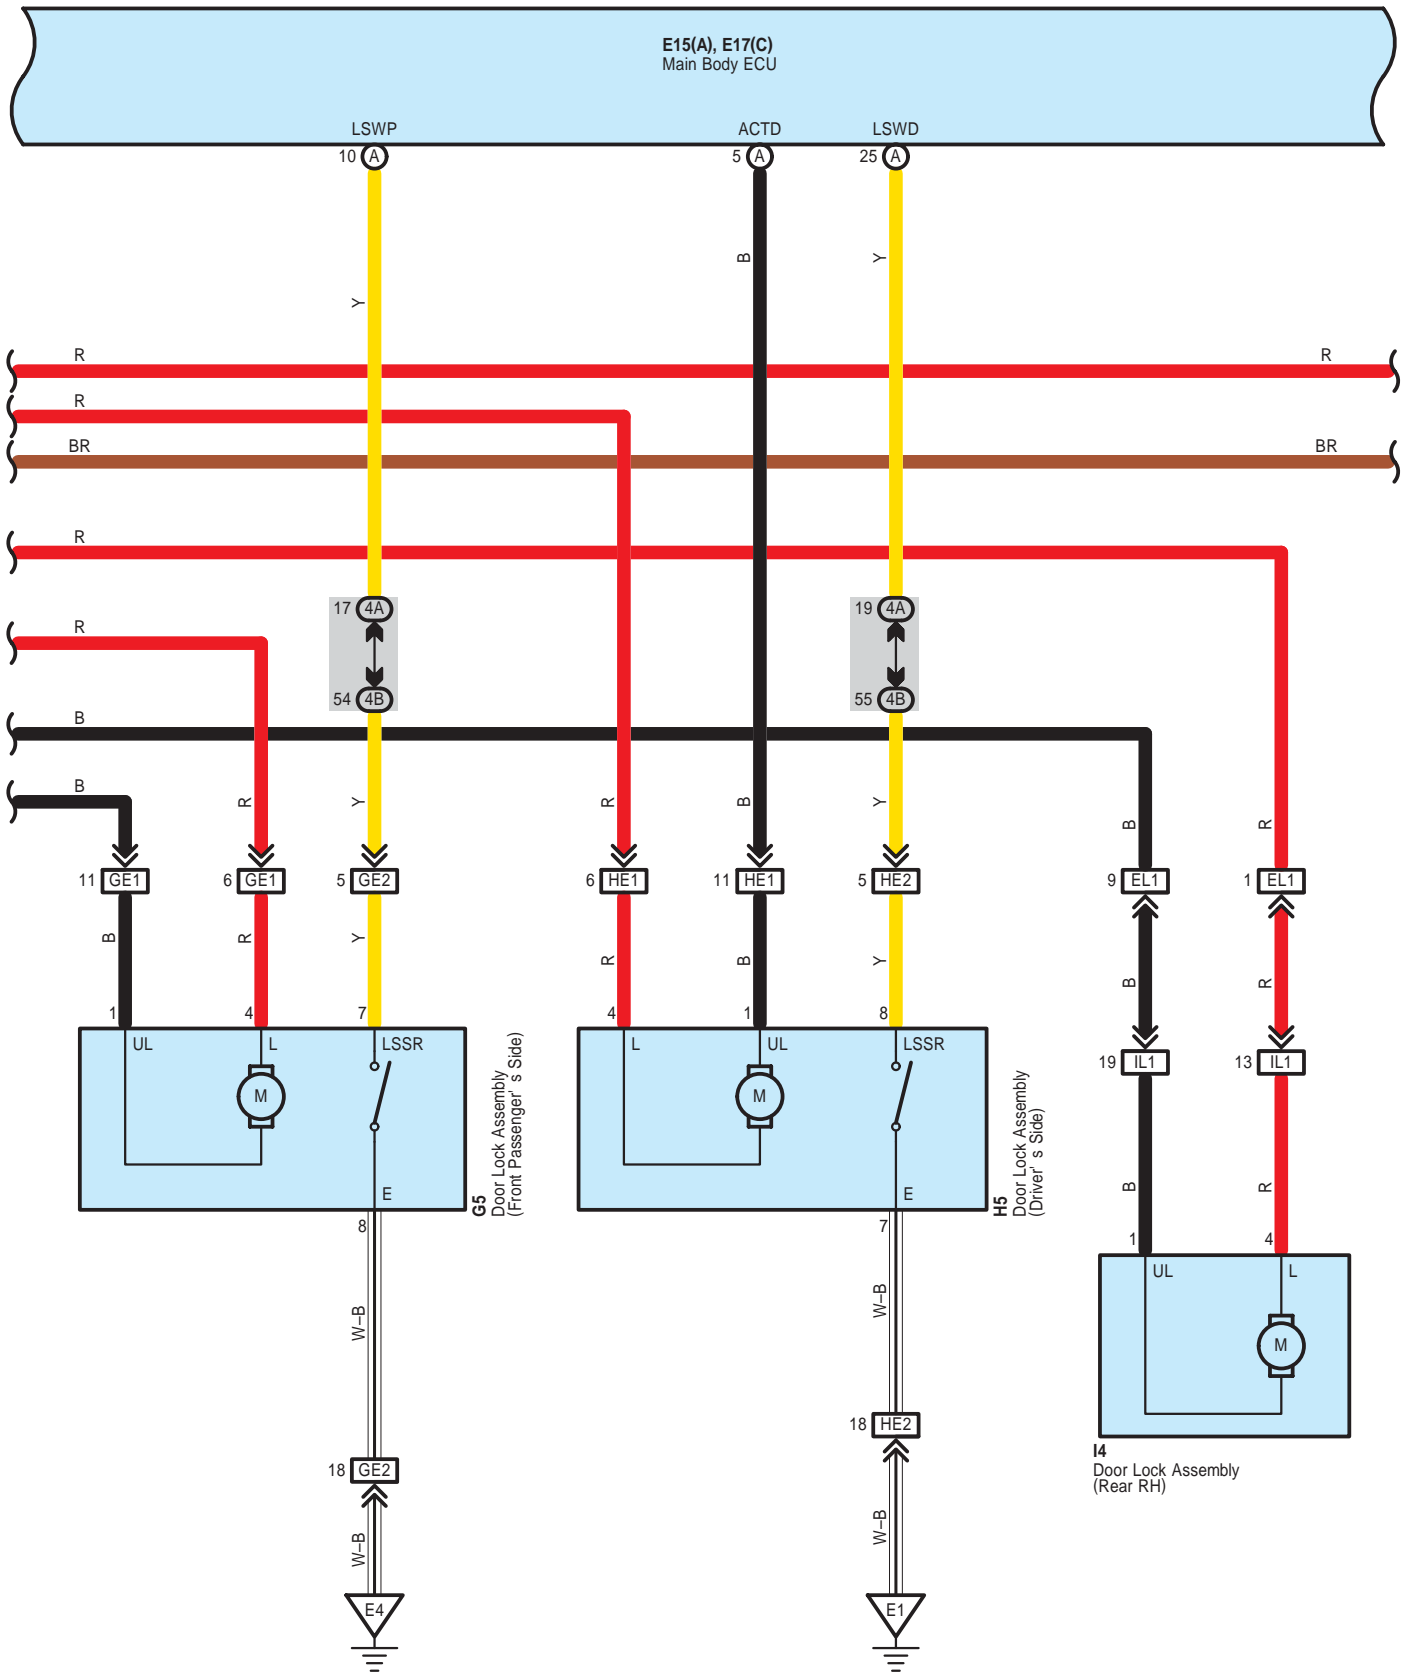 E15(A), E17(C)
Main Body ECU
LSWP ACTD LSWD
10 A 5 A 25 A
B Y
Y
R R
R
BR BR
R
17 4A 19 4A
R
54 4B 55 4B
B
B
R Y R B Y
B R
11 GE1 6 GE1 5 GE2 6 HE1 11 HE1 5 HE2 9 EL1 1 EL1
B R Y R B Y
B R
1 4 7 4 1 8
UL L LSSR L UL LSSR
19 IL1 13 IL1
M M
E E
B R
G5
Door Lock Assembly
(Front Passenger' s Side)
H5
Door Lock Assembly
(Driver' s Side)
8 7
1 4
UL L
W–B W–B
M
18 HE2
I4
Door Lock Assembly
(Rear RH)
18 GE2
W–B W–B
E4 E1